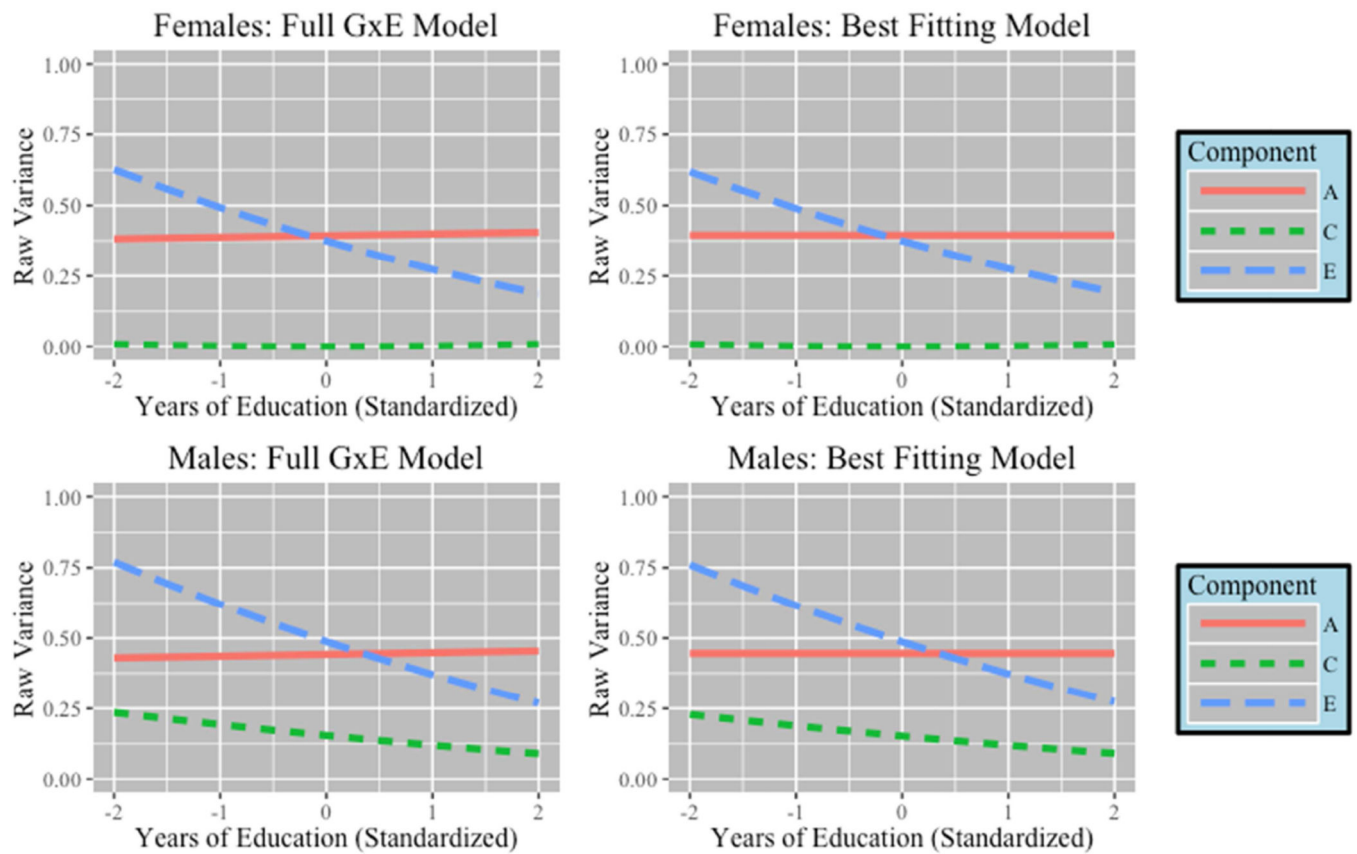 Females: Full GxE Model
Raw Variance
1.00
0.75
0.50
0.25
0.00
-2 -1 0 1 2
Years of Education (Standardized)
Females: Best Fitting Model
Raw Variance
1.00
0.75
0.50
0.25
0.00
-2 -1 0 1 2
Years of Education (Standardized)
Component
A
C
E
Males: Full GxE Model
Raw Variance
1.00
0.75
0.50
0.25
0.00
-2 -1 0 1 2
Years of Education (Standardized)
Males: Best Fitting Model
Raw Variance
1.00
0.75
0.50
0.25
0.00
-2 -1 0 1 2
Years of Education (Standardized)
Component
A
C
E